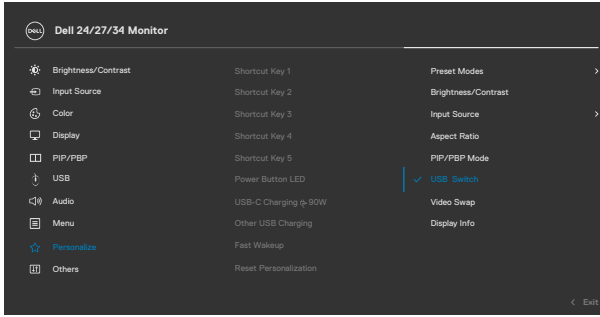 DELL Dell 24/27/34 Monitor
Brightness/Contrast
Input Source
Color
Display
PIP/PBP
USB
Audio
Menu
Personalize
Others
Shortcut Key 1
Shortcut Key 2
Shortcut Key 3
Shortcut Key 4
Shortcut Key 5
Power Button LED
USB-C Charging 90W
Other USB Charging
Fast Wakeup
Reset Personalization
Preset Modes
Brightness/Contrast
Input Source
Aspect Ratio
PIP/PBP Mode
USB Switch
Video Swap
Display Info
Exit